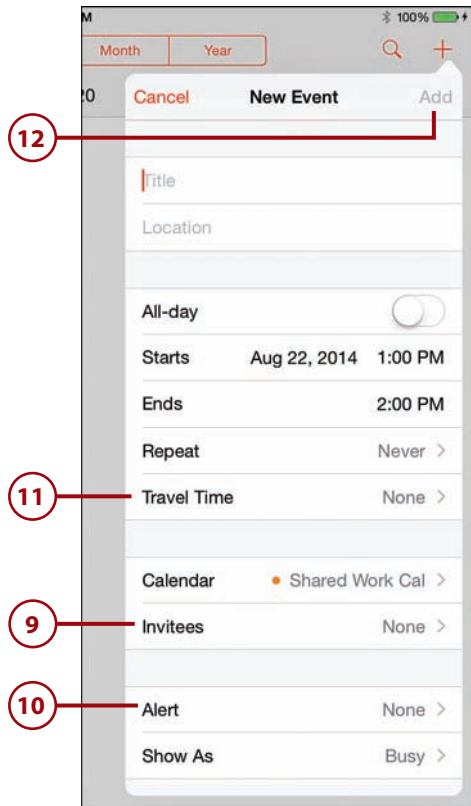 M 100%
Month Year
20 Cancel New Event Add
12
Title
Location
All-day
Starts Aug 22, 2014 1:00 PM
Ends 2:00 PM
Repeat Never >
11 Travel Time None >
Calendar • Shared Work Cal >
9 Invitees None >
10 Alert None >
Show As Busy >